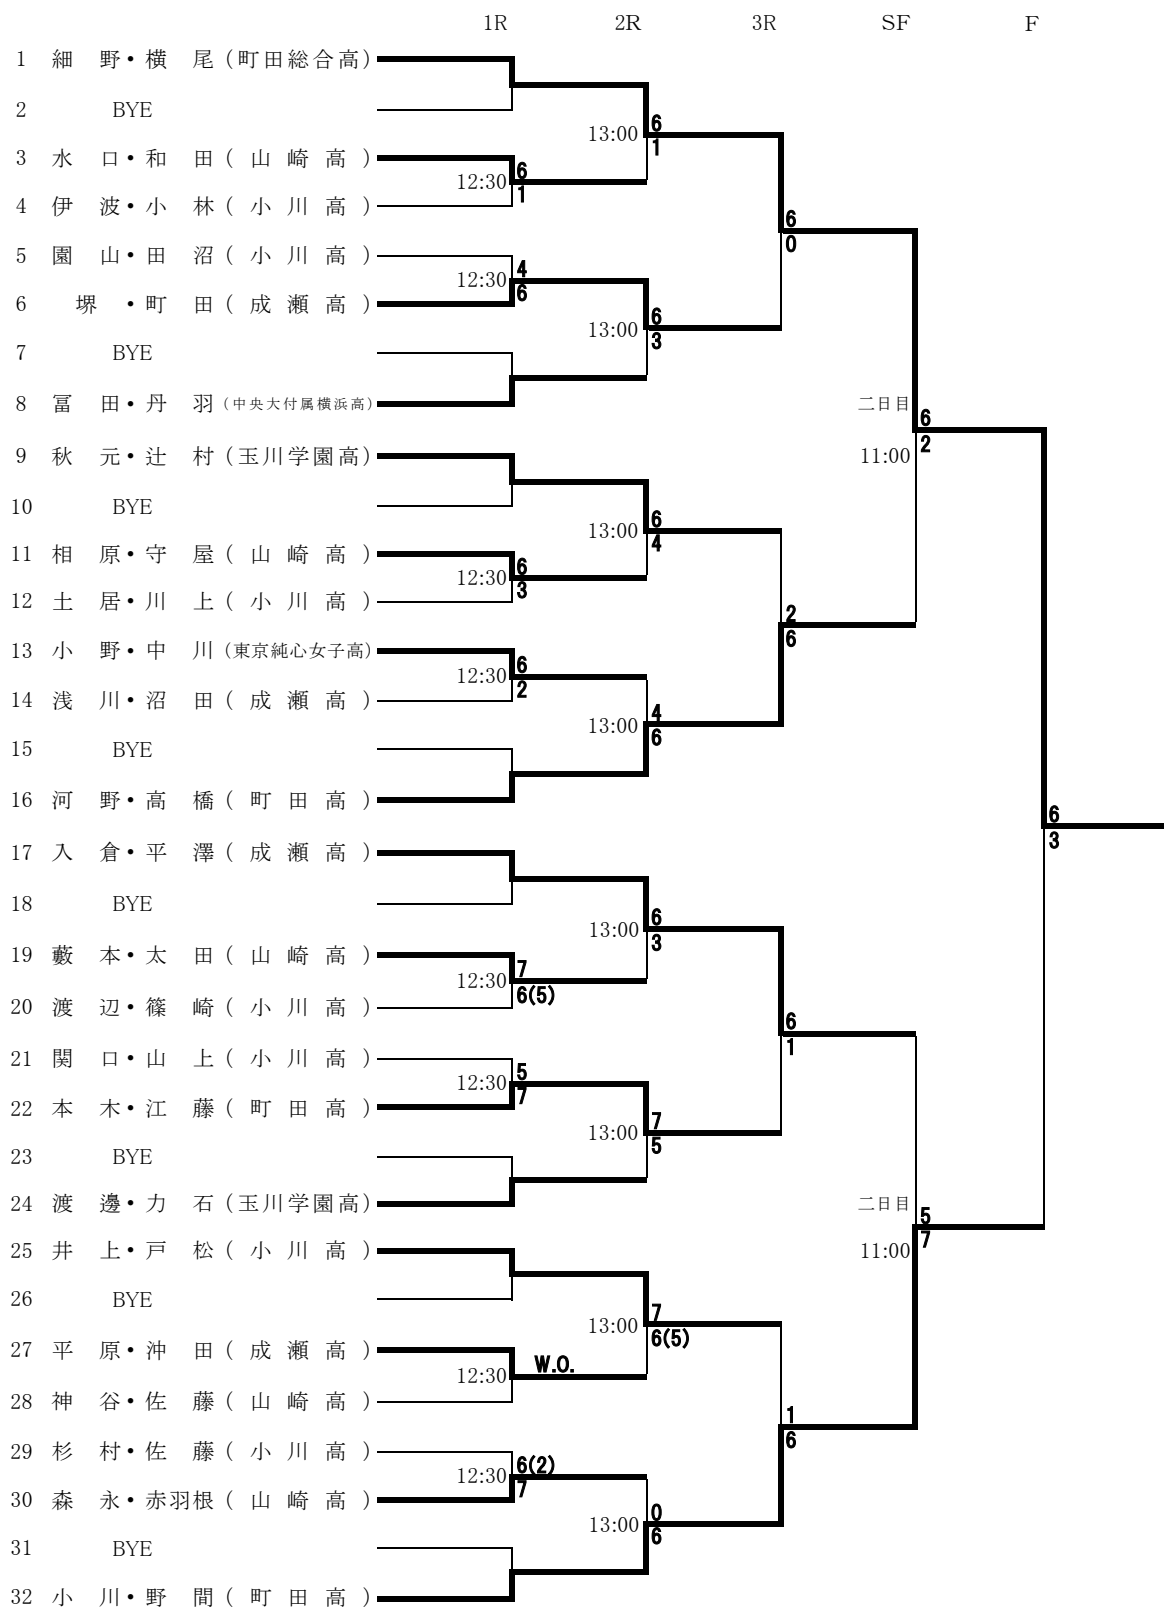 1R 2R 3R SF F
1 細 野・横 尾(町田総合高)
2 BYE
13:00 6
1
3 水 口・和 田( 山 崎 高 )
12:30 6
1
4 伊 波・小 林( 小 川 高 )
6
0
5 園 山・田 沼( 小 川 高 )
12:30 4
6
6 堺 ・町 田( 成 瀬 高 )
13:00 6
3
7 BYE
8 冨 田・丹 羽(中央大付属横浜高)
二日目 6
11:00 2
9 秋 元・辻 村(玉川学園高)
10 BYE
13:00 6
4
11 相 原・守 屋( 山 崎 高 )
12:30 6
3
12 土 居・川 上( 小 川 高 )
2
6
13 小 野・中 川(東京純心女子高)
12:30 6
2
14 浅 川・沼 田( 成 瀬 高 )
13:00 4
6
15 BYE
16 河 野・高 橋( 町 田 高 )
6
3
17 入 倉・平 澤( 成 瀬 高 )
18 BYE
13:00 6
3
19 藪 本・太 田( 山 崎 高 )
12:30 7
6(5)
20 渡 辺・篠 崎( 小 川 高 )
6
1
21 関 口・山 上( 小 川 高 )
12:30 5
7
22 本 木・江 藤( 町 田 高 )
13:00 7
5
23 BYE
24 渡 邊・力 石(玉川学園高)
二日目 5
11:00 7
25 井 上・戸 松( 小 川 高 )
26 BYE
13:00 7
6(5)
27 平 原・沖 田( 成 瀬 高 )
12:30 W.O.
28 神 谷・佐 藤( 山 崎 高 )
1
6
29 杉 村・佐 藤( 小 川 高 )
12:30 6(2)
7
30 森 永・赤羽根( 山 崎 高 )
13:00 0
6
31 BYE
32 小 川・野 間( 町 田 高 )